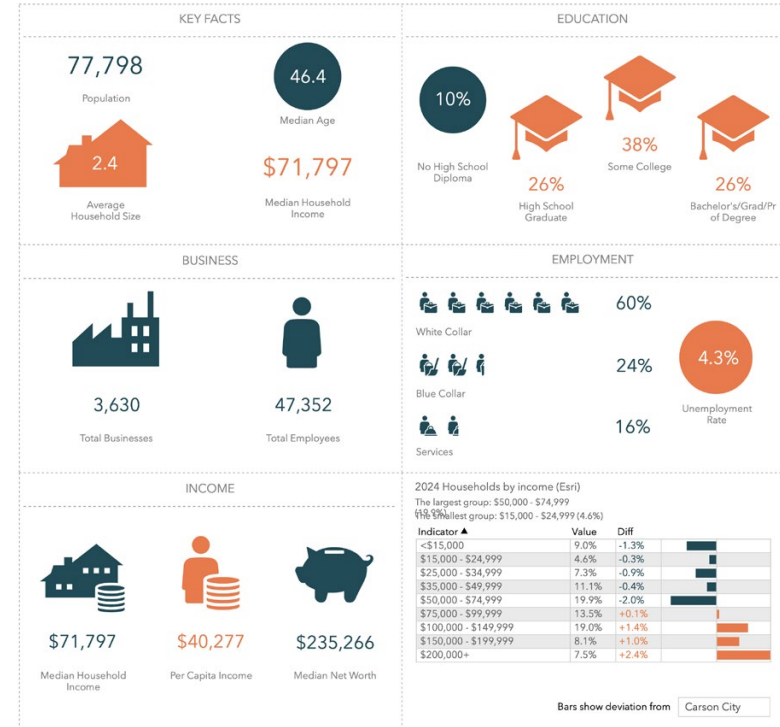 KEY FACTS
77,798
Population
46.4
Median Age
2.4
Average
Household Size
$71,797
Median Household
Income
EDUCATION
10%
No High School
Diploma
26%
High School
Graduate
38%
Some College
26%
Bachelor's/Grad/Pr
of Degree
BUSINESS
3,630
Total Businesses
47,352
Total Employees
EMPLOYMENT
60%
White Collar
24%
Blue Collar
16%
Services
4.3%
Unemployment
Rate
INCOME
$71,797
Median Household
Income
$40,277
Per Capita Income
$235,266
Median Net Worth
2024 Households by income (Esri)
The largest group: $50,000 - $74,999
(19.9%)
The smallest group: $15,000 - $24,999 (4.6%)
Indicator ▲ Value Diff
<$15,000 9.0% -1.3%
$15,000 - $24,999 4.6% -0.3%
$25,000 - $34,999 7.3% -0.9%
$35,000 - $49,999 11.1% -0.4%
$50,000 - $74,999 19.9% -2.0%
$75,000 - $99,999 13.5% +0.1%
$100,000 - $149,999 19.0% +1.4%
$150,000 - $199,999 8.1% +1.0%
$200,000+ 7.5% +2.4%
Bars show deviation from Carson City